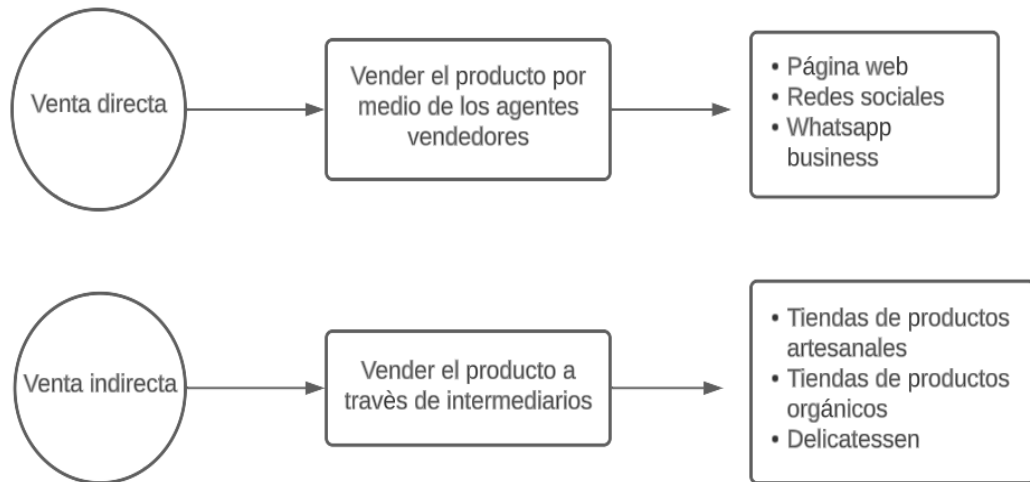 Venta directa
Vender el producto por
medio de los agentes
vendedores
• Página web
• Redes sociales
• Whatsapp
business
Venta indirecta
Vender el producto a
travès de intermediarios
• Tiendas de productos
artesanales
• Tiendas de productos
orgánicos
• Delicatessen